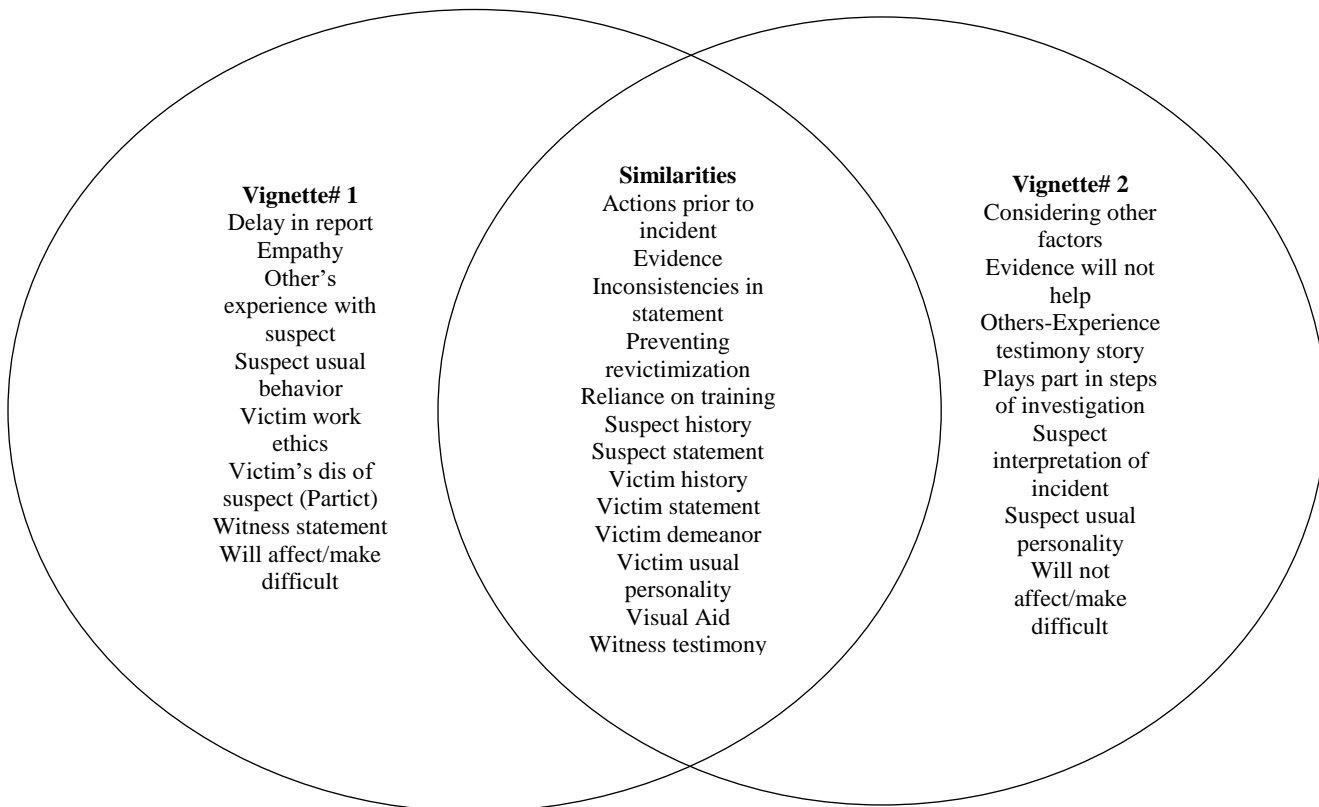 Vignette# 1
Delay in report
Empathy
Other’s
experience with
suspect
Suspect usual
behavior
Victim work
ethics
Victim’s dis of
suspect (Partict)
Witness statement
Will affect/make
difficult
Similarities
Actions prior to
incident
Evidence
Inconsistencies in
statement
Preventing
revictimization
Reliance on training
Suspect history
Suspect statement
Victim history
Victim statement
Victim demeanor
Victim usual
personality
Visual Aid
Witness testimony
Vignette# 2
Considering other
factors
Evidence will not
help
Others-Experience
testimony story
Plays part in steps
of investigation
Suspect
interpretation of
incident
Suspect usual
personality
Will not
affect/make
difficult